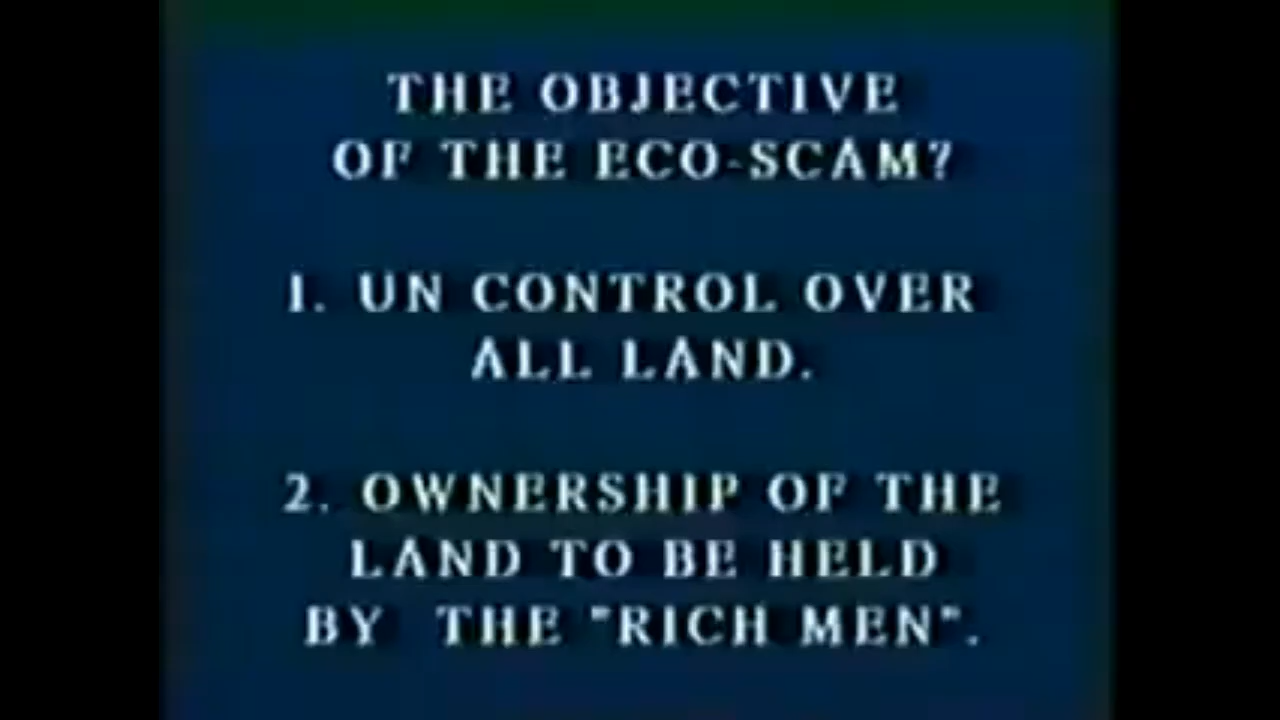 THE OBJECTIVE
OF THE ECO-SCAM?
1. UN CONTROL OVER
ALL LAND.
2. OWNERSHIP OF THE
LAND TO BE HELD
BY THE "RICH MEN".